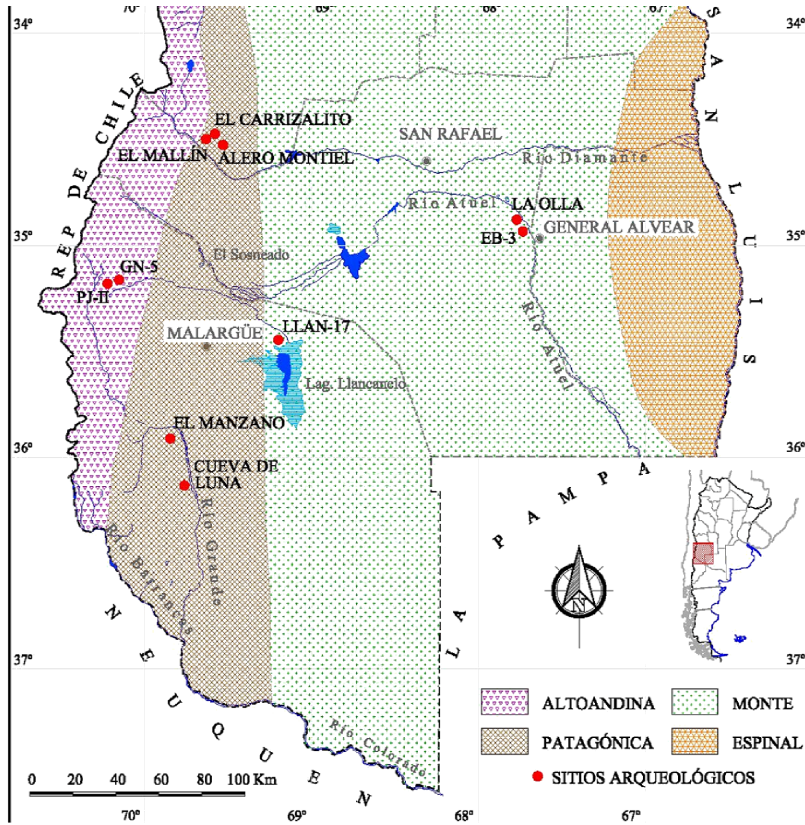 70°
69°
68°
67°
34°
34°
REP DE CHILE
SAN LUIS
EL CARRIZALITO
EL MALLÍN
ALERO MONTIEL
SAN RAFAEL
Río Diamante
Río Atuel
LA OLLA
EB-3
GENERAL ALVEAR
35°
35°
El Sosneado
GN-5
PJ-II
MALARGÜE
LLAN-17
Lag. Llancanelo
Río Atuel
EL MANZANO
36°
36°
CUEVA DE
LUNA
Río Grande
Río Barrancas
LA PAMPA
N
NEUQUEN
37°
37°
Río Colorado
ALTOANDINA
MONTE
PATAGÓNICA
ESPINAL
SITIOS ARQUEOLÓGICOS
0 20 40 60 80 100 Km
70°
69°
68°
67°